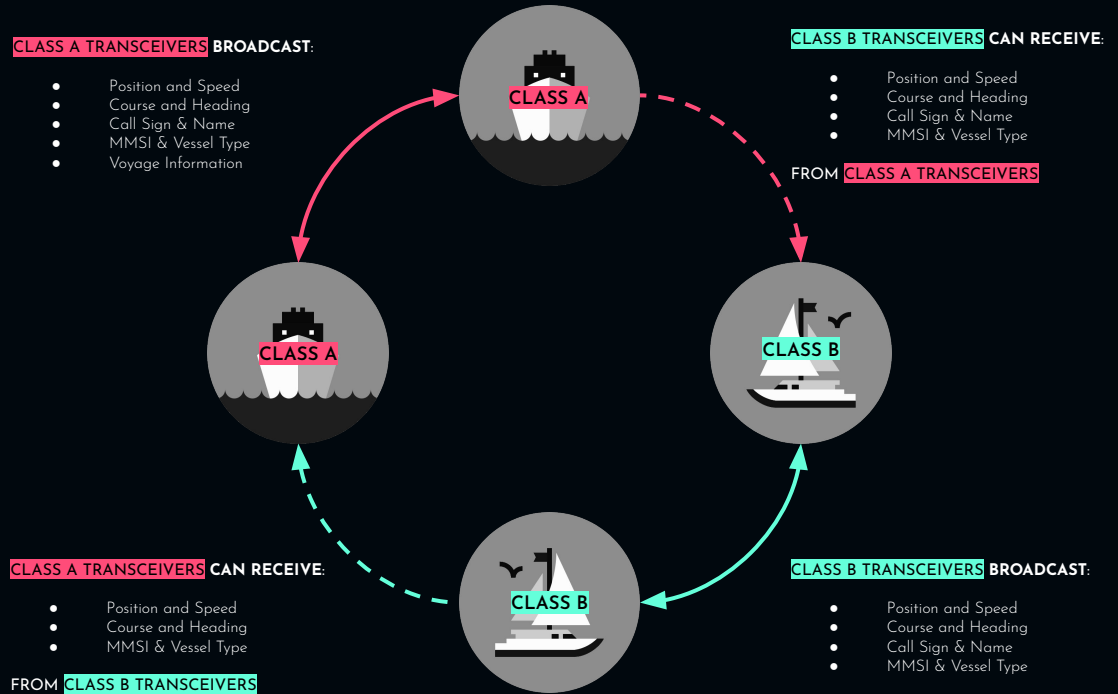 CLASS A TRANSCEIVERS BROADCAST:
● Position and Speed
● Course and Heading
● Call Sign & Name
● MMSI & Vessel Type
● Voyage Information
CLASS A
CLASS B TRANSCEIVERS CAN RECEIVE:
● Position and Speed
● Course and Heading
● Call Sign & Name
● MMSI & Vessel Type
FROM CLASS A TRANSCEIVERS
CLASS A
CLASS B
CLASS A TRANSCEIVERS CAN RECEIVE:
● Position and Speed
● Course and Heading
● MMSI & Vessel Type
FROM CLASS B TRANSCEIVERS
CLASS B
CLASS B TRANSCEIVERS BROADCAST:
● Position and Speed
● Course and Heading
● Call Sign & Name
● MMSI & Vessel Type